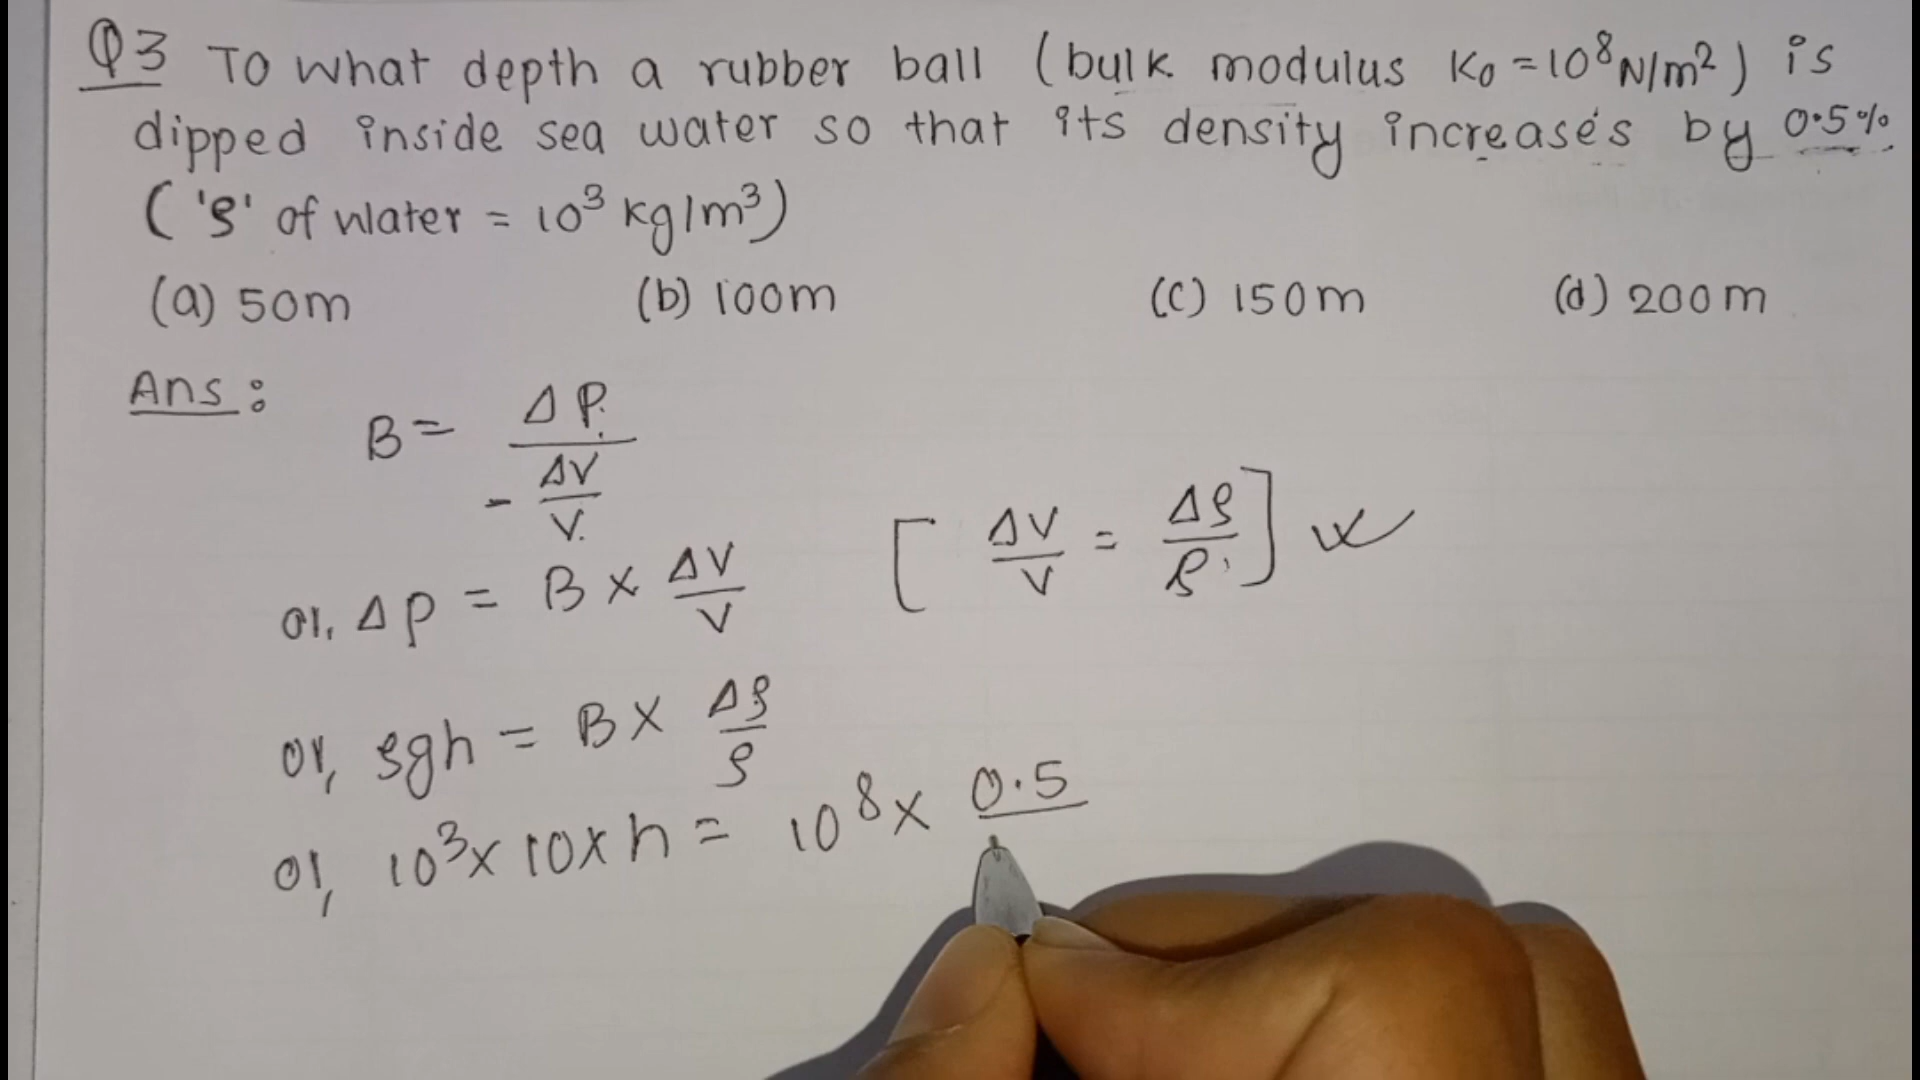 Q3 To what depth a rubber ball (bulk modulus K₀ = 10⁸ N/m²) is
dipped inside sea water so that its density increases by 0.5%
('ρ' of water = 10³ kg/m³)
(a) 50m (b) 100m (c) 150m (d) 200m
Ans:
B = ΔP / - ΔV/V
or, ΔP = B × ΔV/V [ ΔV/V = Δρ/ρ ]
or, ρgh = B × Δρ/ρ
or, 10³ × 10 × h = 10⁸ × 0.5